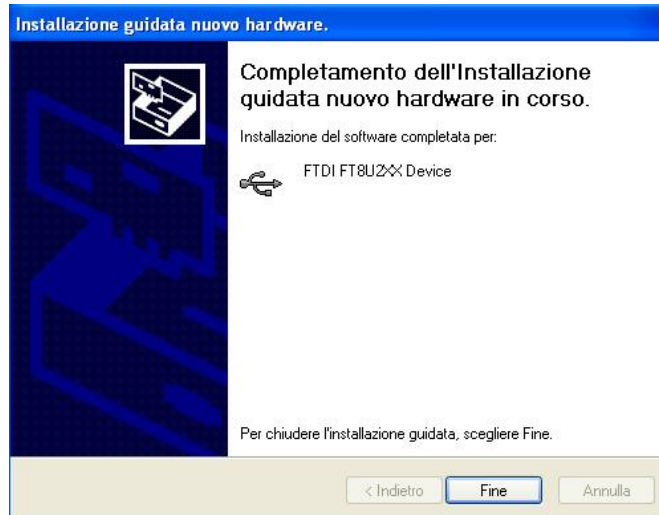 Installazione guidata nuovo hardware.
Completamento dell'Installazione
guidata nuovo hardware in corso.
Installazione del software completata per:
FTDI FT8U2XX Device
Per chiudere l'installazione guidata, scegliere Fine.
< Indietro
Fine
Annulla